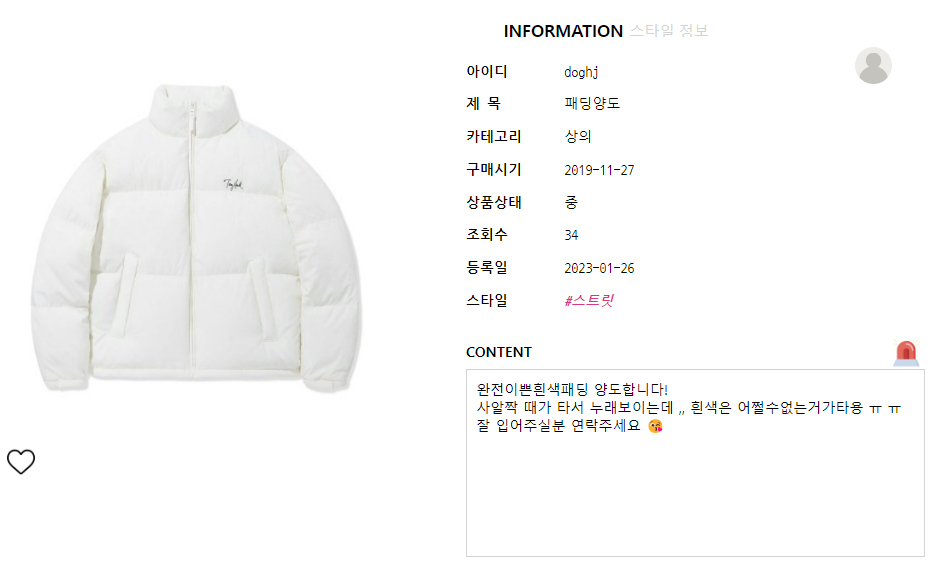 INFORMATION 스타일 정보
아이디 doghj
제 목 패딩양도
카테고리 상의
구매시기 2019-11-27
상품상태 중
조회수 34
등록일 2023-01-26
스타일 #스트릿
CONTENT
완전이쁜흰색패딩 양도합니다!
사알짝 때가 타서 누래보이는데 ,, 흰색은 어쩔수없는거가타용 ㅠ ㅠ
잘 입어주실분 연락주세요 😘